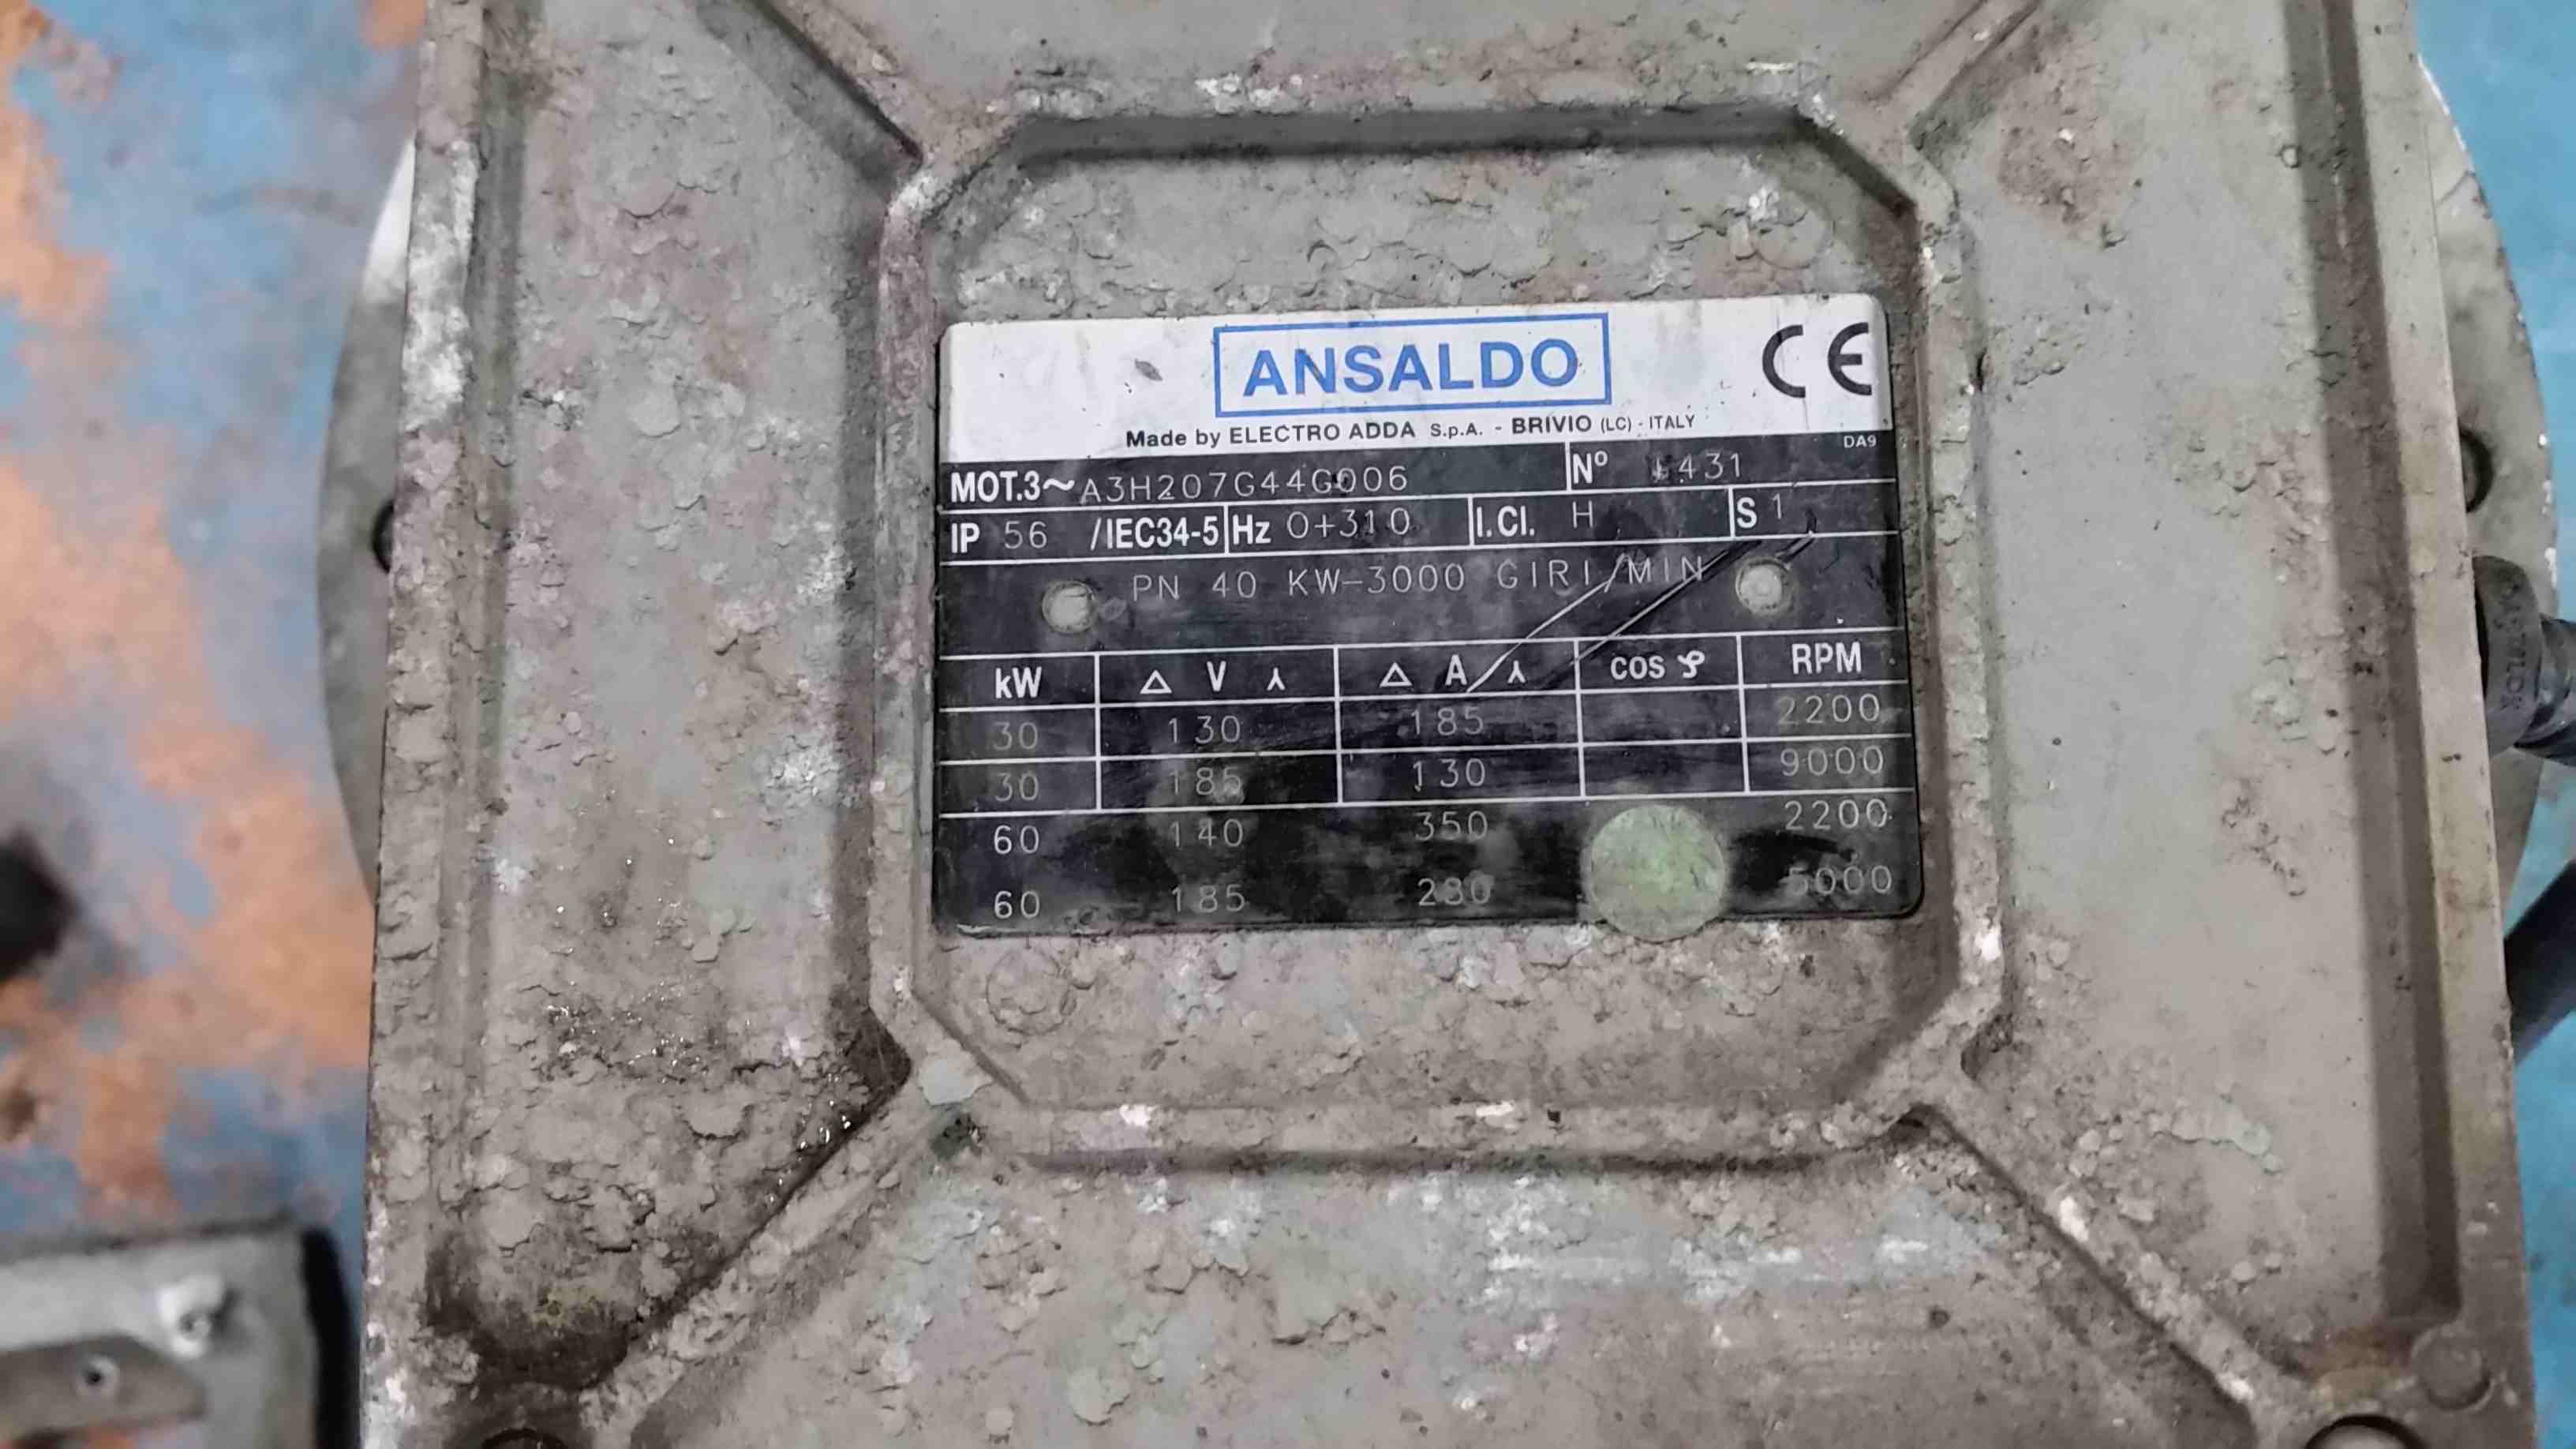 ANSALDO CE
Made by ELECTRO ADDA S.p.A. - BRIVIO (LC) - ITALY
DA9
MOT.3~ A3H207G44G006 Nº
IP 56 /IEC34-5 Hz 0+310 I.Cl. H S 1
PN 40 KW-3000 GIRI/MIN
kW △ V ⅄ △ A ⅄ COS φ RPM
30 130 185 2200
30 185 130 9000
60 140 350 2200
60 185 5000